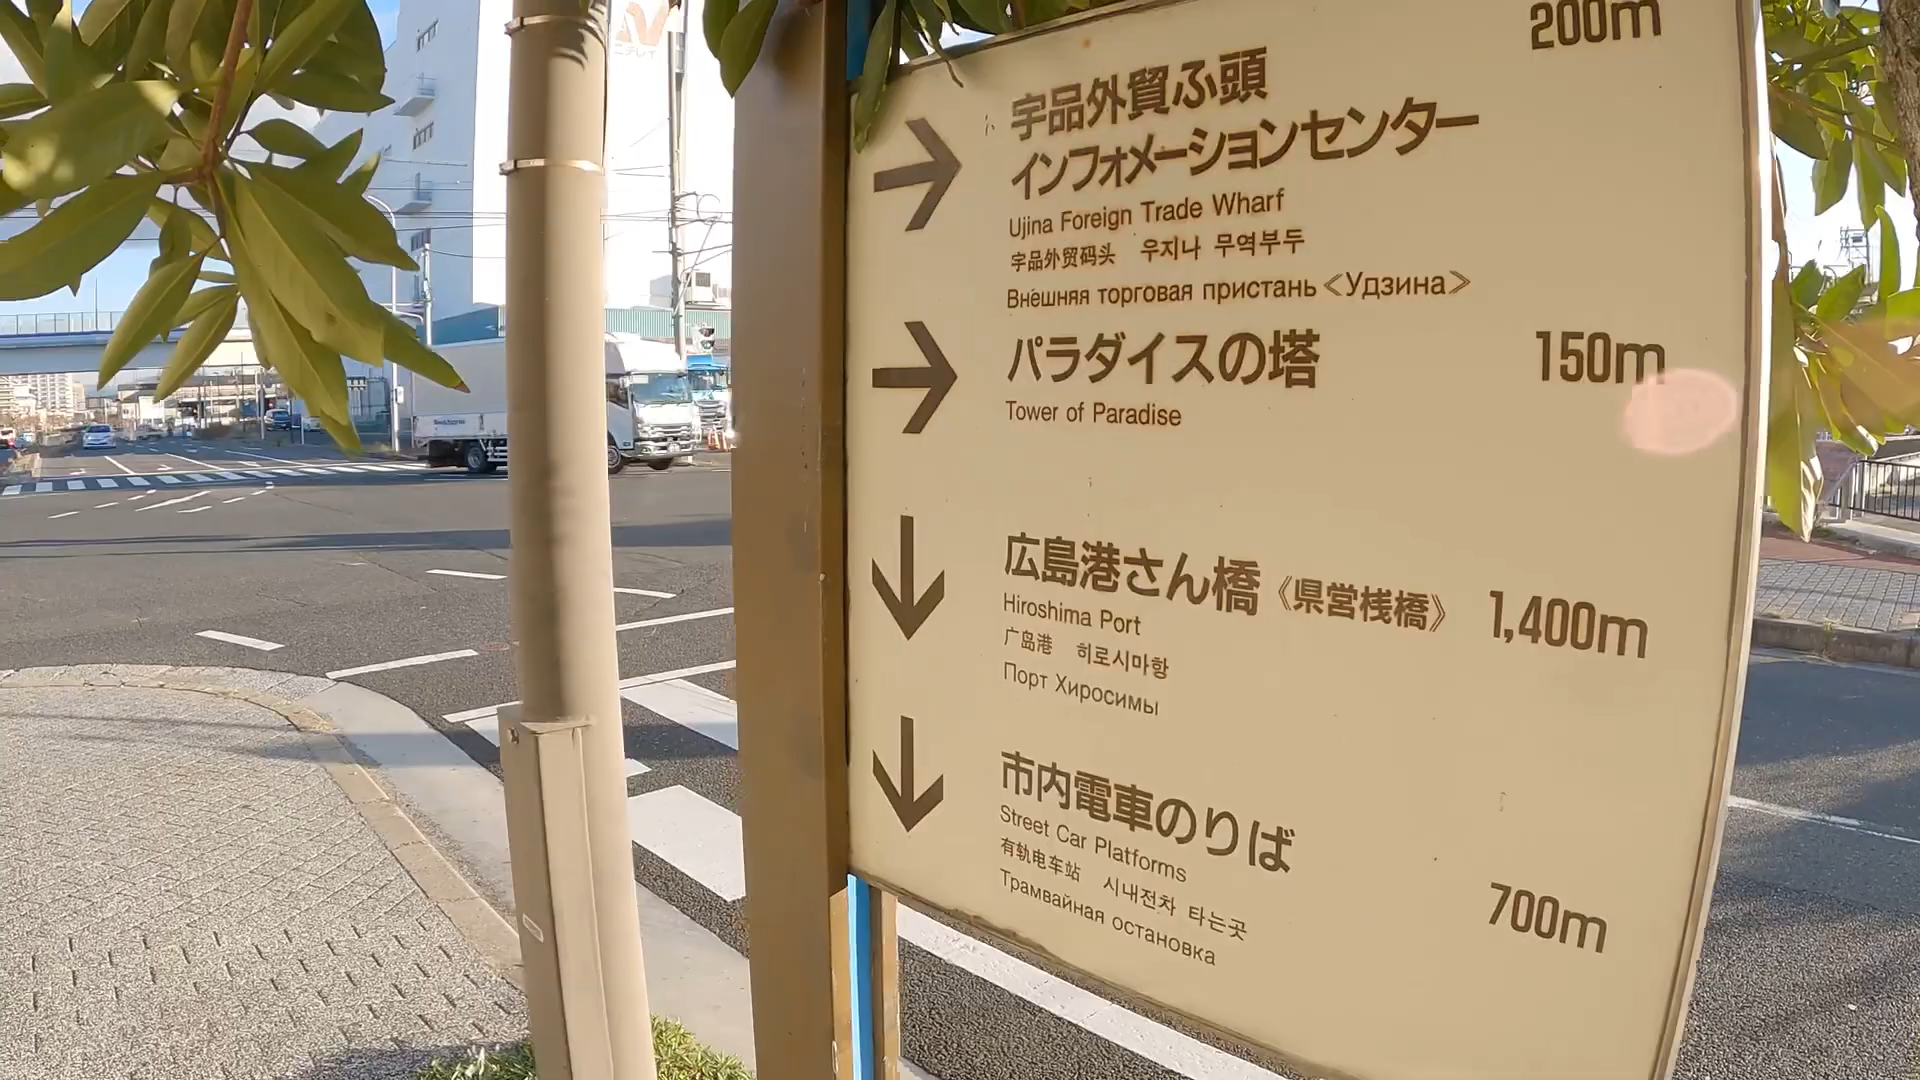 200m
宇品外貿ふ頭
インフォメーションセンター
Ujina Foreign Trade Wharf
宇品外贸码头 우지나 무역부두
Внешняя торговая пристань《Удзина》
パラダイスの塔 150m
Tower of Paradise
広島港さん橋《県営桟橋》 1,400m
Hiroshima Port
广岛港 히로시마항
Порт Хиросимы
市内電車のりば
Street Car Platforms
有轨电车站 시내전차 타는곳
Трамвайная остановка
700m
ニチレイ